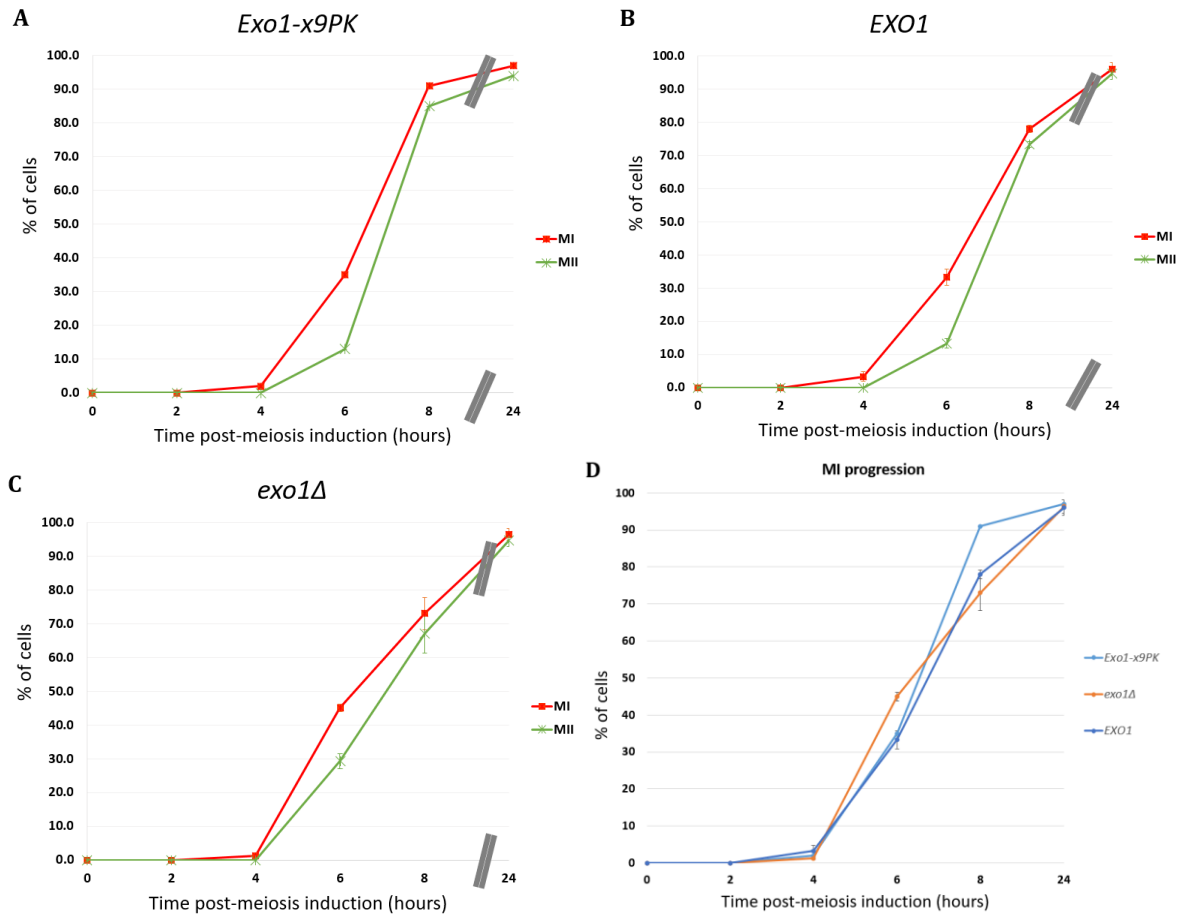 A
Exo1-x9PK
100.0
90.0
80.0
70.0
60.0
50.0
40.0
30.0
20.0
10.0
0.0
% of cells
0 2 4 6 8 24
Time post-meiosis induction (hours)
MI
MII
B
EXO1
100.0
90.0
80.0
70.0
60.0
50.0
40.0
30.0
20.0
10.0
0.0
% of cells
0 2 4 6 8 24
Time post-meiosis induction (hours)
MI
MII
C
exo1Δ
100.0
90.0
80.0
70.0
60.0
50.0
40.0
30.0
20.0
10.0
0.0
% of cells
0 2 4 6 8 24
Time post-meiosis induction (hours)
MI
MII
D
MI progression
100
90
80
70
60
50
40
30
20
10
0
% of cells
0 2 4 6 8 24
Time post-meiosis induction (hours)
Exo1-x9PK
exo1Δ
EXO1